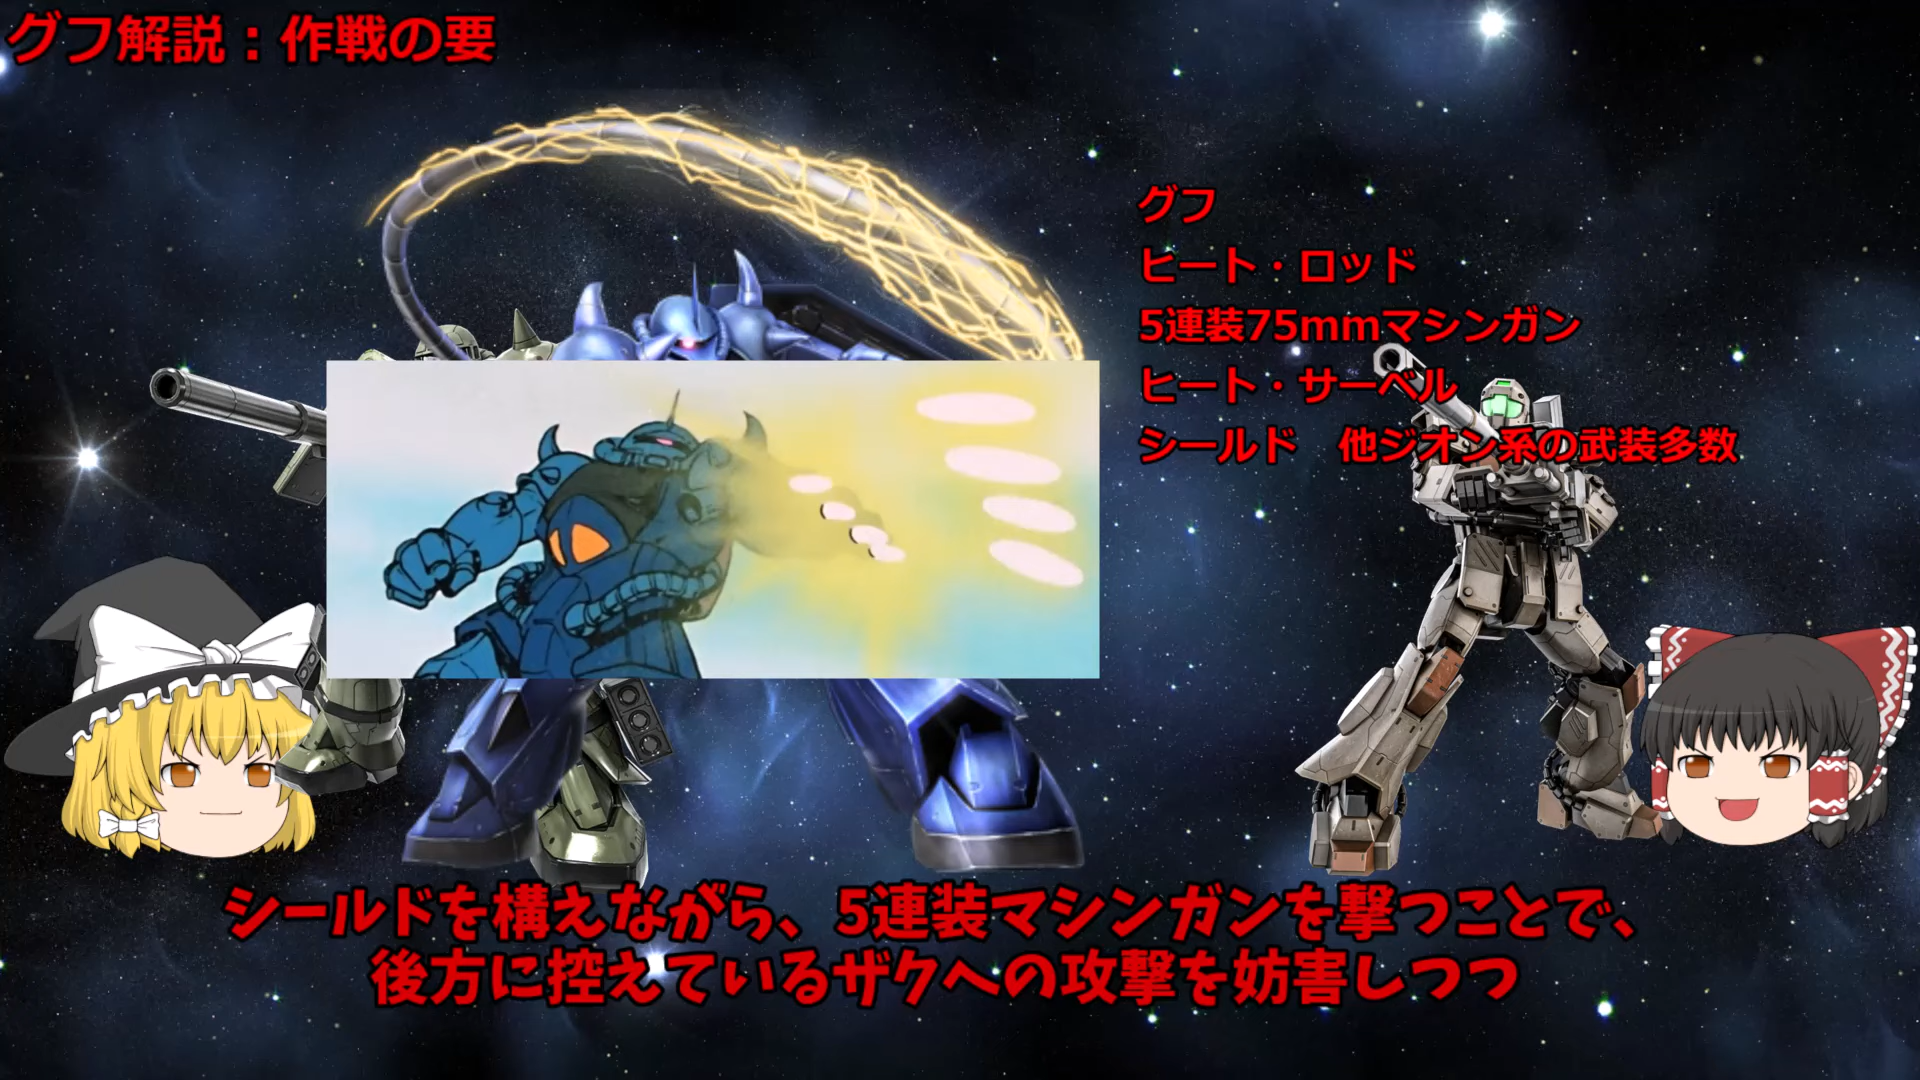 グフ解説：作戦の要
グフ
ヒート・ロッド
5連装75mmマシンガン
ヒート・サーベル
シールド　他ジオン系の武装多数
シールドを構えながら、5連装マシンガンを撃つことで、
後方に控えているザクへの攻撃を妨害しつつ